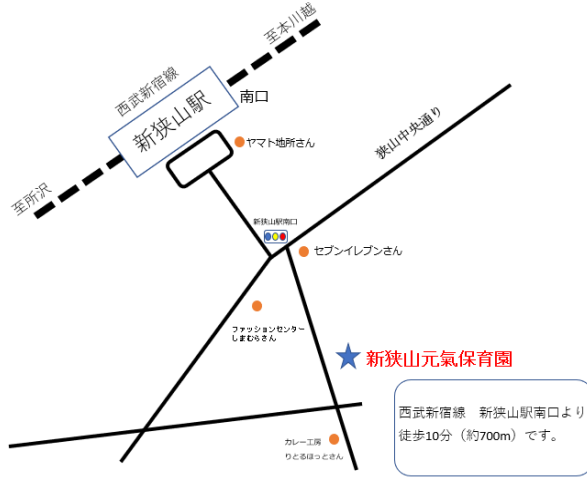 至本川越
西武新宿線
新狭山駅
南口
ヤマト地所さん
狭山中央通り
至所沢
新狭山駅南口
セブンイレブンさん
ファッションセンター
しまむらさん
新狭山元氣保育園
西武新宿線　新狭山駅南口より
徒歩10分（約700m）です。
カレー工房
りとるほっとさん